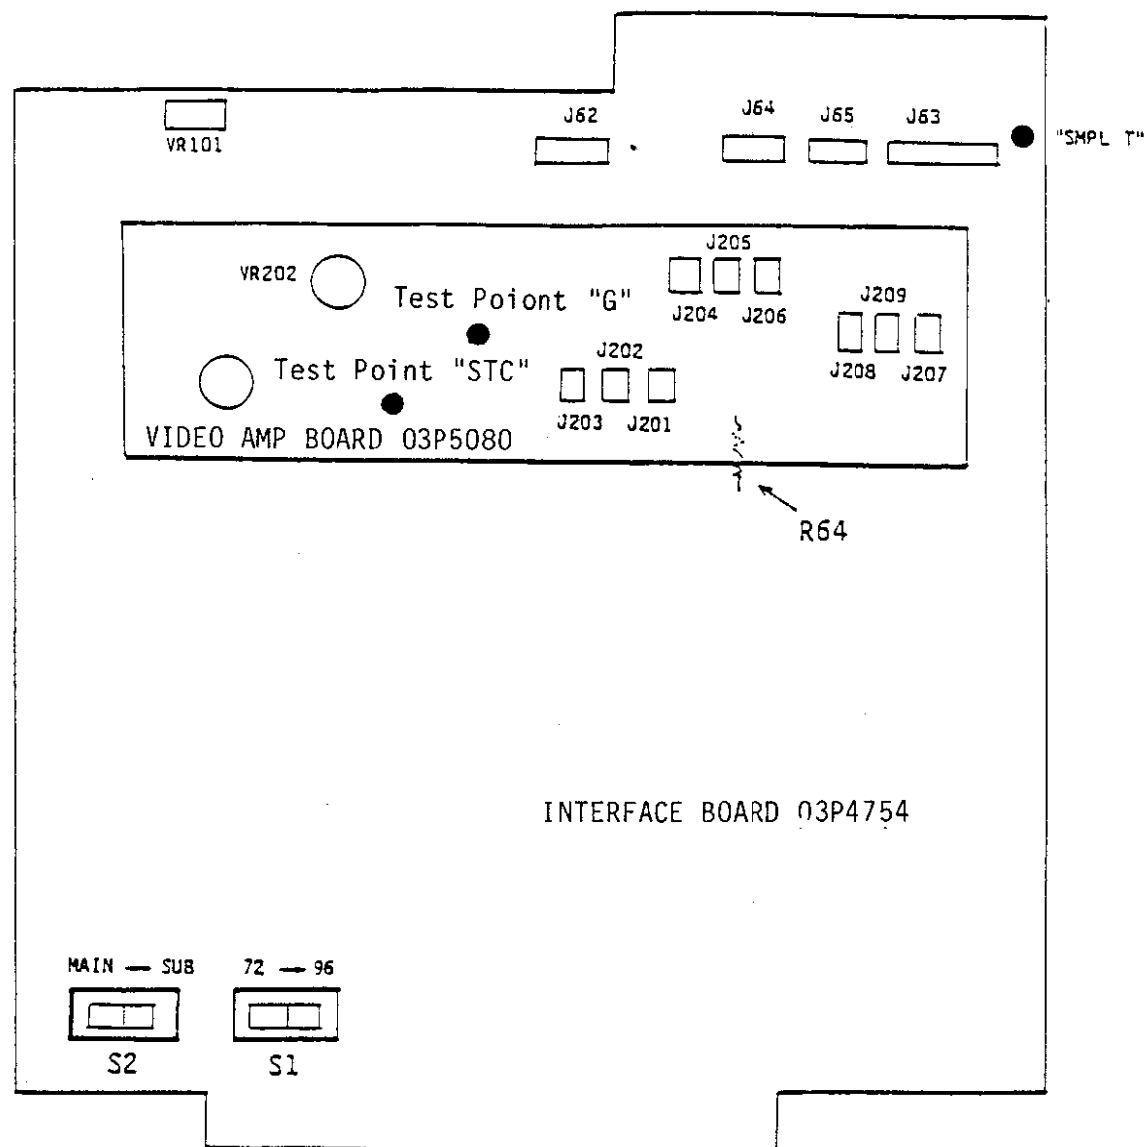 J62
J64
J65
J63
"SMPL T"
VR101
J205
VR202
Test Poiont "G"
J204
J206
J209
J208
J207
Test Point "STC"
J202
J203
J201
VIDEO AMP BOARD 03P5080
R64
INTERFACE BOARD 03P4754
MAIN — SUB
72 → 96
S2
S1